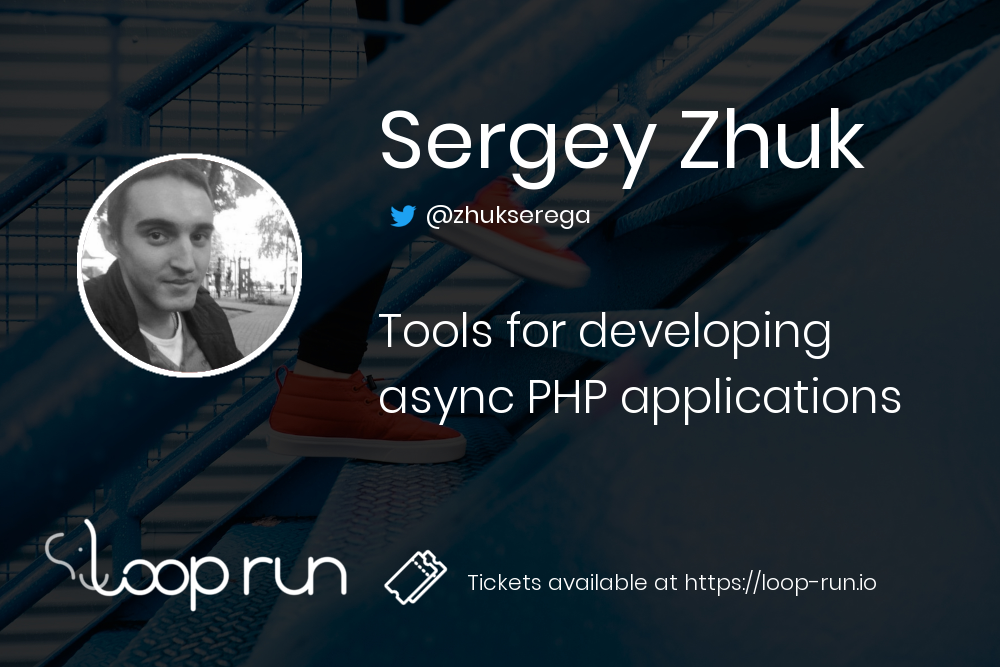 Sergey Zhuk
@zhukserega
Tools for developing
async PHP applications
loop run
Tickets available at https://loop-run.io